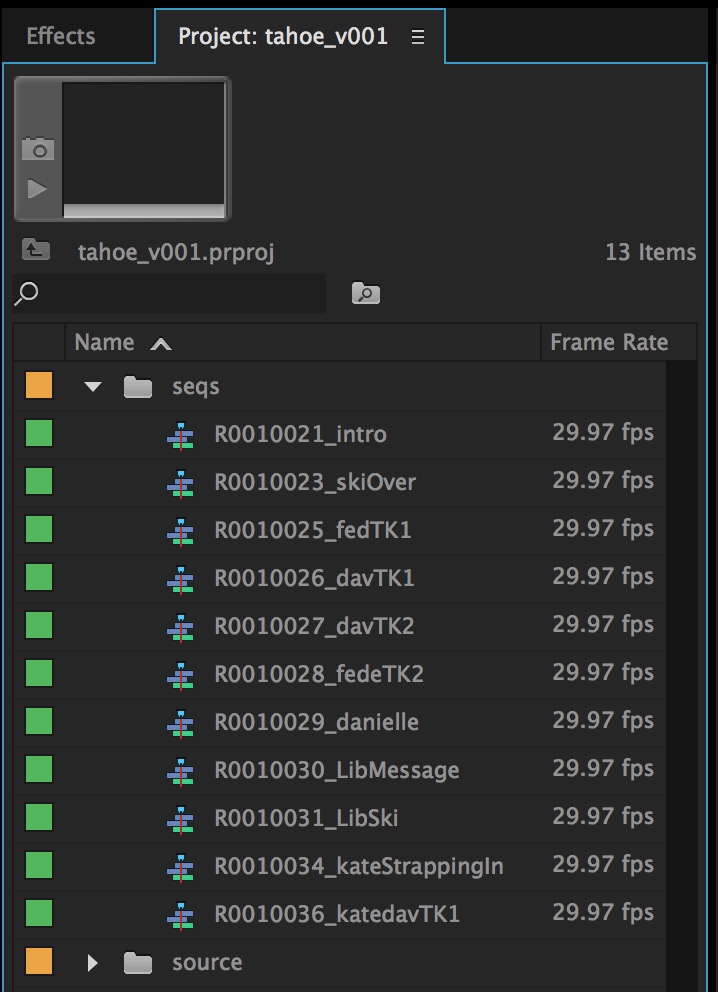 Effects Project: tahoe_v001
tahoe_v001.prproj 13 Items
Name Frame Rate
seqs
R0010021_intro 29.97 fps
R0010023_skiOver 29.97 fps
R0010025_fedTK1 29.97 fps
R0010026_davTK1 29.97 fps
R0010027_davTK2 29.97 fps
R0010028_fedeTK2 29.97 fps
R0010029_danielle 29.97 fps
R0010030_LibMessage 29.97 fps
R0010031_LibSki 29.97 fps
R0010034_kateStrappingIn 29.97 fps
R0010036_katedavTK1 29.97 fps
source